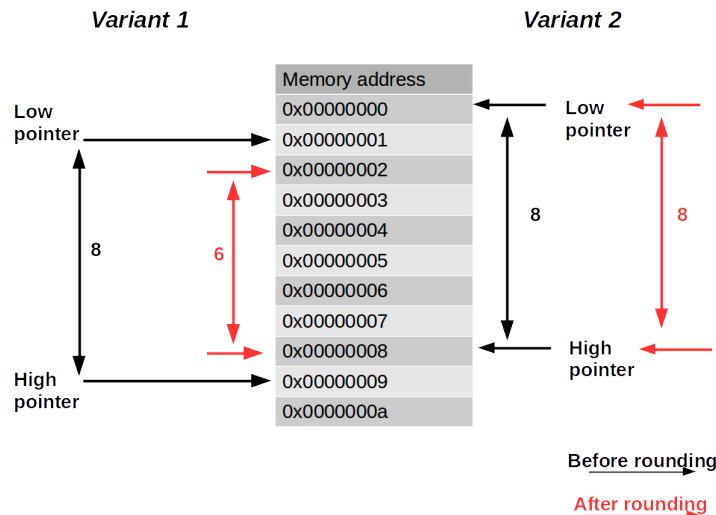 Variant 1
Variant 2
Memory address
0x00000000
0x00000001
0x00000002
0x00000003
0x00000004
0x00000005
0x00000006
0x00000007
0x00000008
0x00000009
0x0000000a
Low
pointer
8
6
High
pointer
Low
pointer
8
8
High
pointer
Before rounding
After rounding